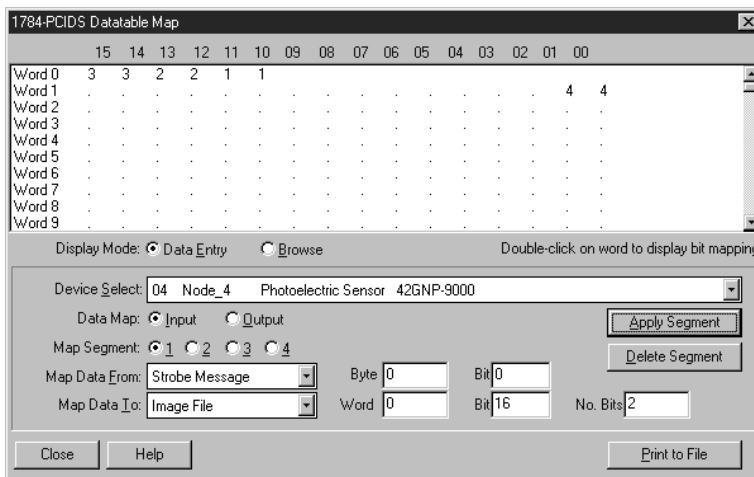 1784-PCIDS Datatable Map
15 14 13 12 11 10 09 08 07 06 05 04 03 02 01 00
Word 0 3 3 2 2 1 1
Word 1 . . . . . . . . . . . . . 4 4
Word 2 . . . . . . . . . . . . . . .
Word 3 . . . . . . . . . . . . . . .
Word 4 . . . . . . . . . . . . . . .
Word 5 . . . . . . . . . . . . . . .
Word 6 . . . . . . . . . . . . . . .
Word 7 . . . . . . . . . . . . . . .
Word 8 . . . . . . . . . . . . . . .
Word 9 . . . . . . . . . . . . . . .
Display Mode: Data Entry Browse Double-click on word to display bit mapping
Device Select: 04 Node_4 Photoelectric Sensor 42GNP-9000
Data Map: Input Output Apply Segment
Map Segment: 1 2 3 4 Delete Segment
Map Data From: Strobe Message Byte 0 Bit 0
Map Data To: Image File Word 0 Bit 16 No. Bits 2
Close Help Print to File